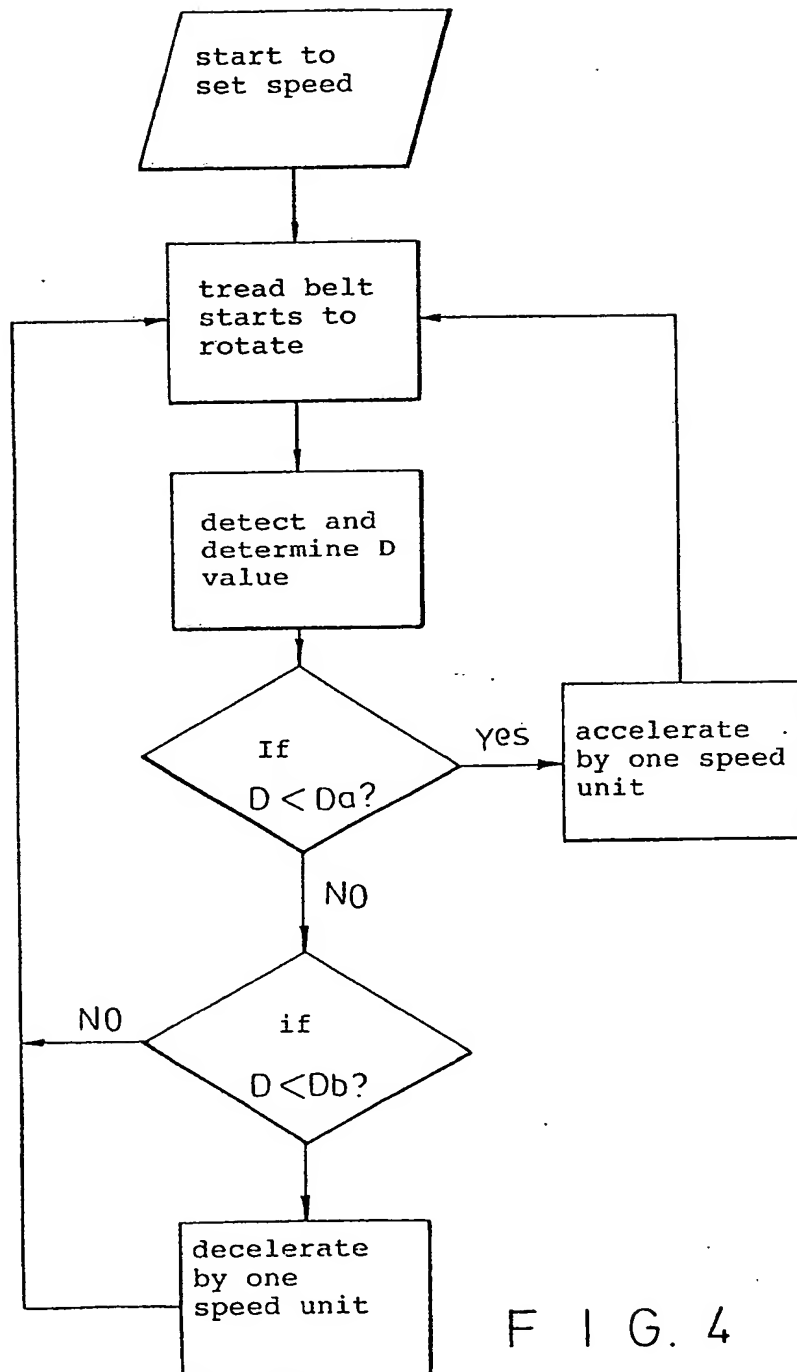 start to
set speed
tread belt
starts to
rotate
detect and
determine D
value
If
D < Da?
Yes
accelerate
by one speed
unit
NO
if
D < Db?
NO
decelerate
by one
speed unit
FIG. 4